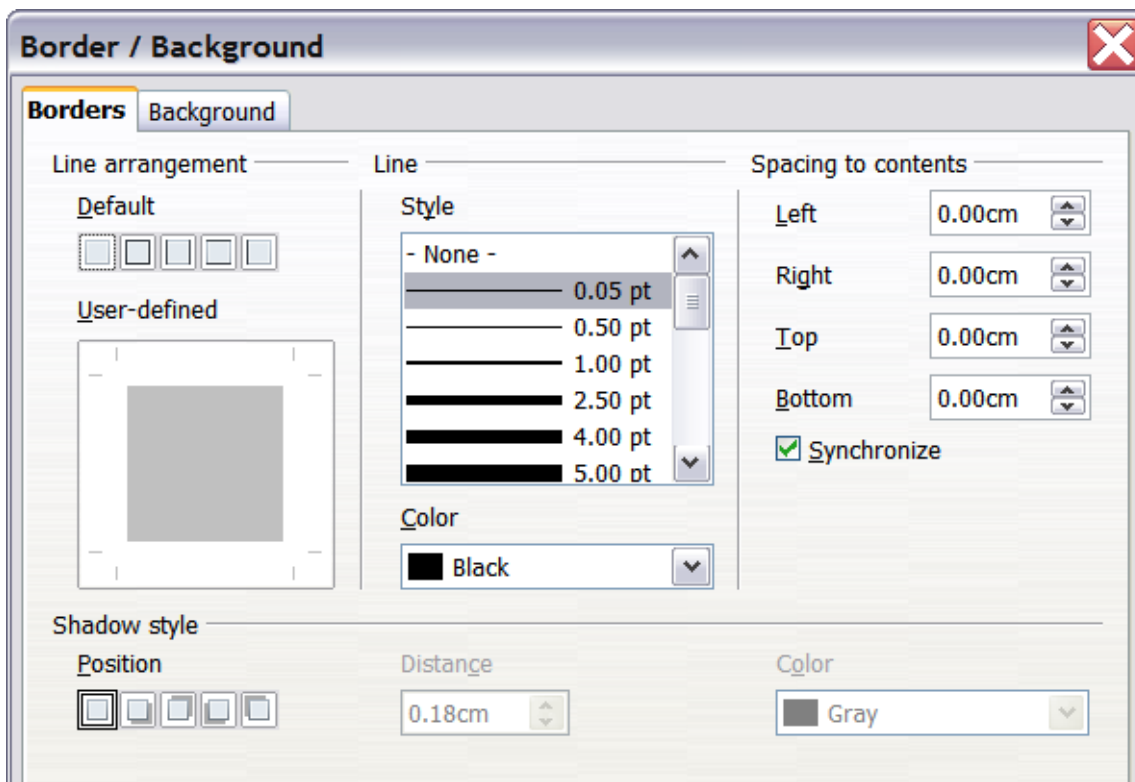 Border / Background
Borders
Background
Line arrangement
Default
User-defined
Line
Style
- None -
0.05 pt
0.50 pt
1.00 pt
2.50 pt
4.00 pt
5.00 pt
Color
Black
Spacing to contents
Left 0.00cm
Right 0.00cm
Top 0.00cm
Bottom 0.00cm
Synchronize
Shadow style
Position
Distance
0.18cm
Color
Gray